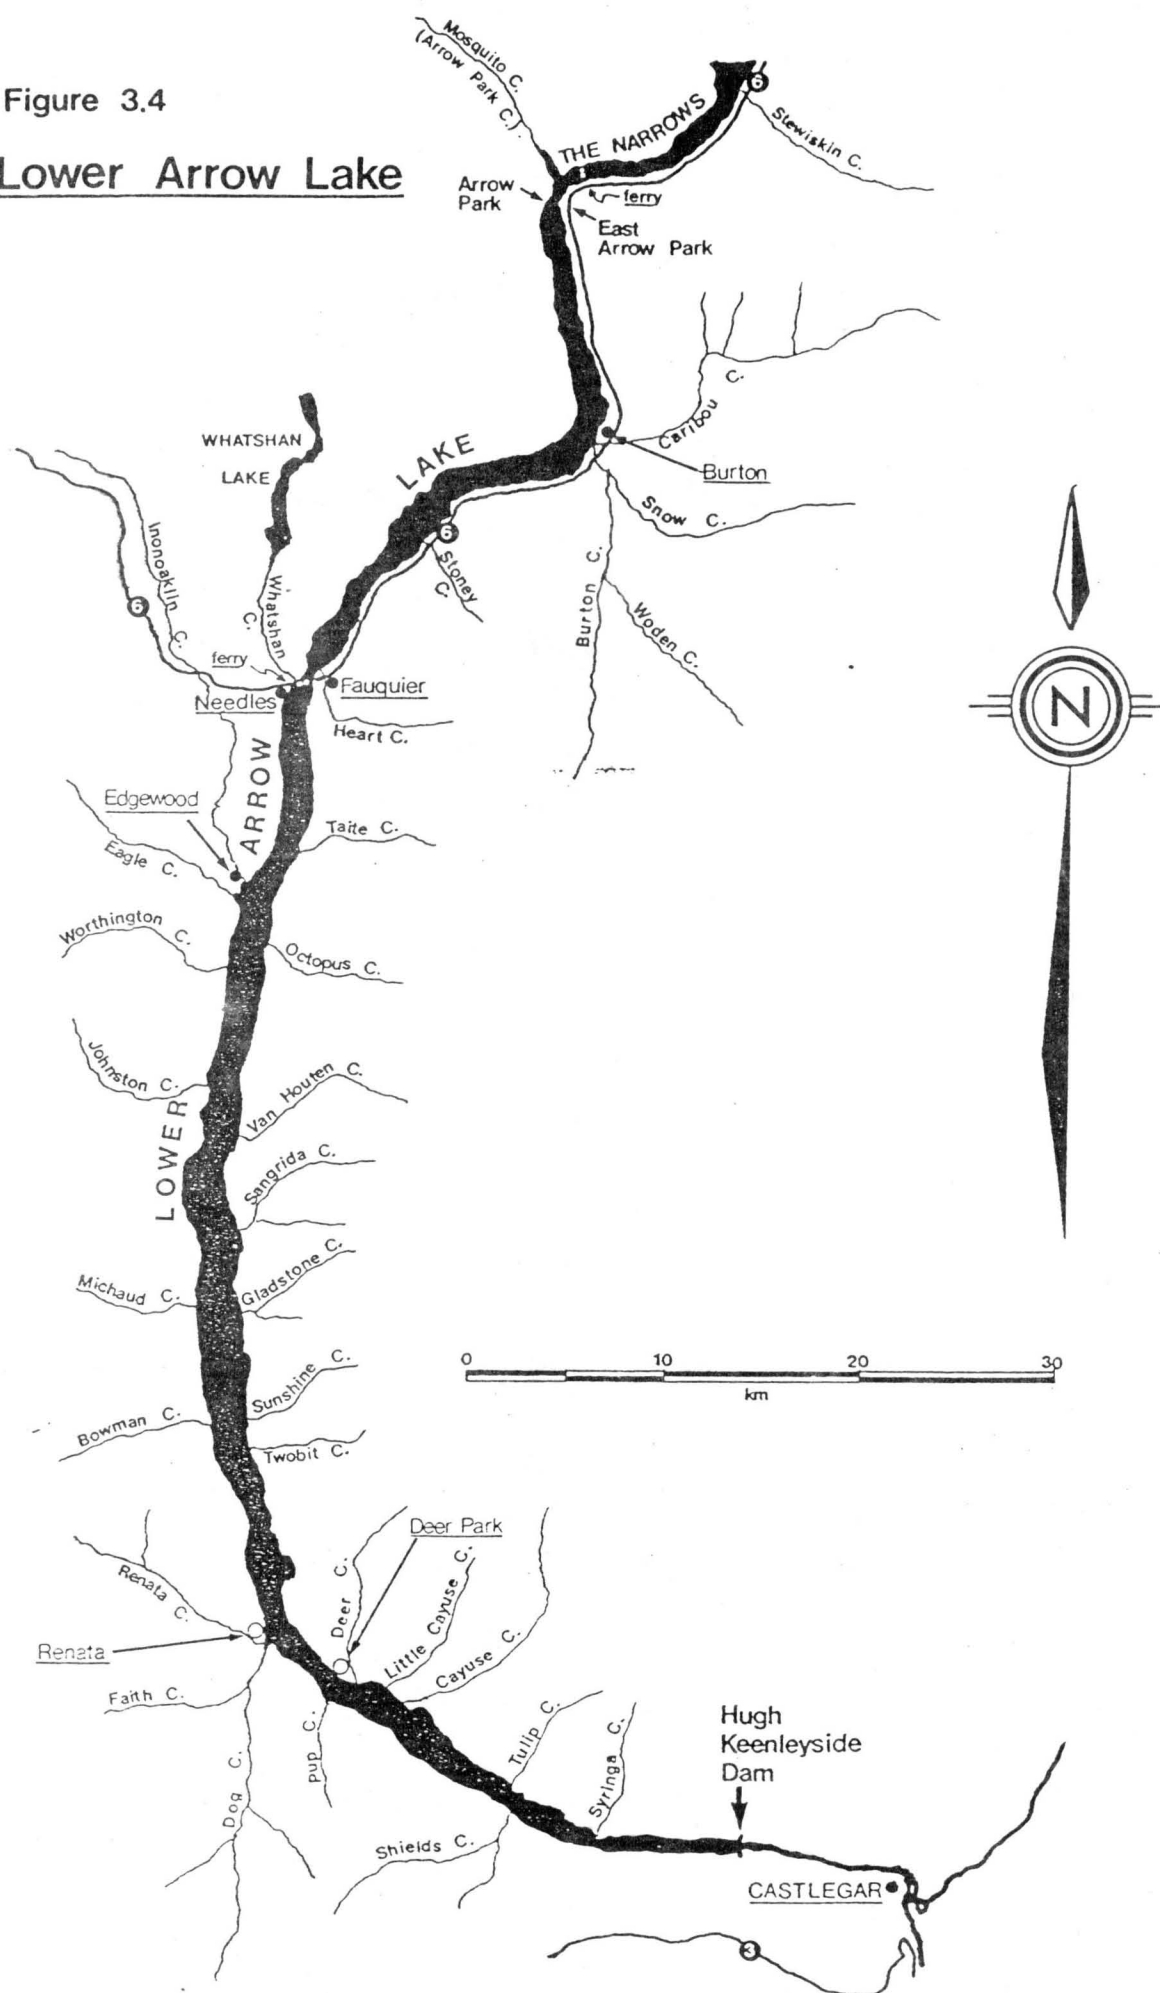 Figure 3.4
Lower Arrow Lake
Mosquito C.
(Arrow Park C.)
THE NARROWS
6
Stewiskin C.
Arrow
Park
ferry
East
Arrow Park
Caribou C.
Burton
WHATSHAN
LAKE
LAKE
Snow C.
6
Stoney
C.
Inonoaklin C.
6
Whatshan
C.
Burton C.
Woden C.
ferry
Needles
Fauquier
Heart C.
N
ARROW
Edgewood
Taite C.
Eagle C.
Worthington C.
Octopus C.
Johnston C.
Van Houten C.
LOWER
Sangrida C.
Michaud C.
Gladstone C.
0 10 20 30
km
Sunshine C.
Bowman C.
Twobit C.
Deer Park
Renata C.
Deer C.
Little Cayuse C.
Cayuse C.
Renata
Faith C.
Pup C.
Dog C.
Tulip C.
Syringa C.
Shields C.
Hugh
Keenleyside
Dam
CASTLEGAR
3